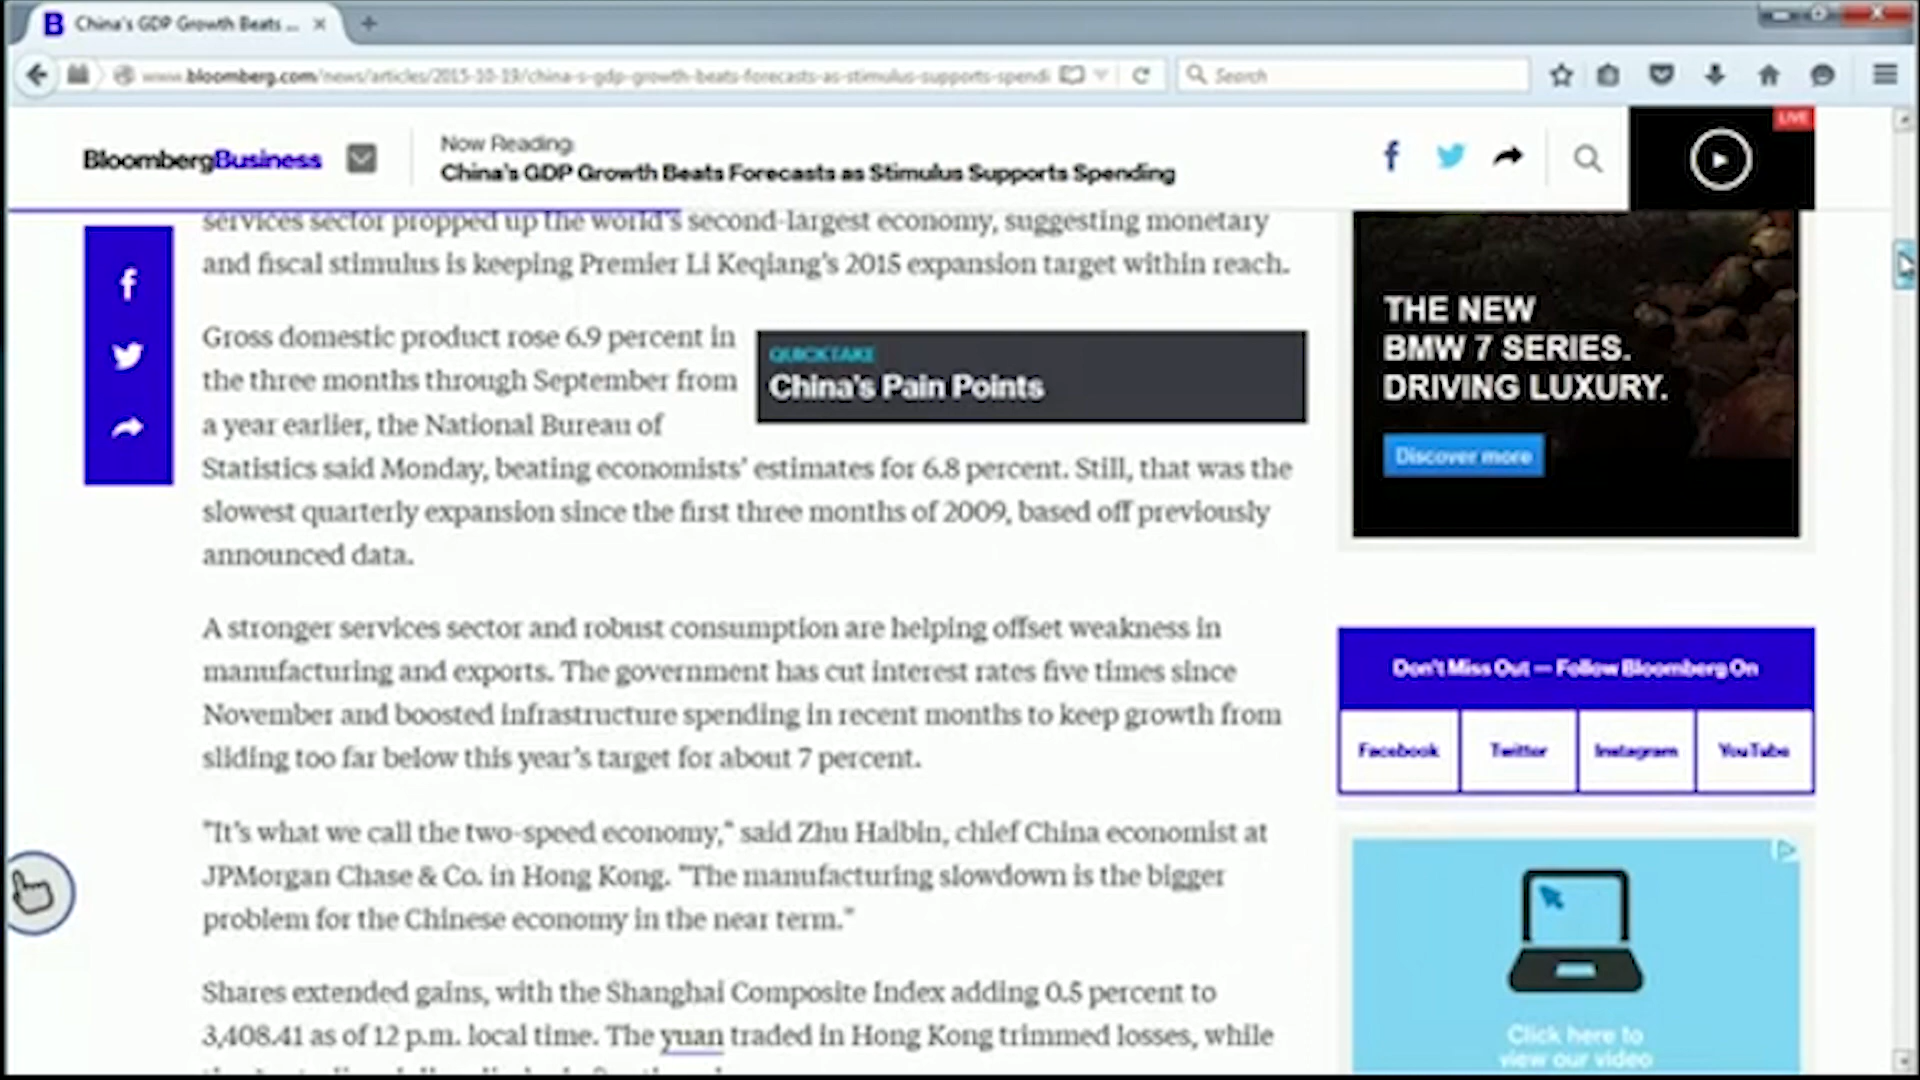 China's GDP Growth Beats ...
www.bloomberg.com/news/articles/2015-10-19/china-s-gdp-growth-beats-forecasts-as-stimulus-supports-spendi
Search
BloombergBusiness
Now Reading:
China's GDP Growth Beats Forecasts as Stimulus Supports Spending
LIVE
services sector propped up the world's second-largest economy, suggesting monetary
and fiscal stimulus is keeping Premier Li Keqiang's 2015 expansion target within reach.
Gross domestic product rose 6.9 percent in
the three months through September from
a year earlier, the National Bureau of
Statistics said Monday, beating economists' estimates for 6.8 percent. Still, that was the
slowest quarterly expansion since the first three months of 2009, based off previously
announced data.
QUICKTAKE
China's Pain Points
A stronger services sector and robust consumption are helping offset weakness in
manufacturing and exports. The government has cut interest rates five times since
November and boosted infrastructure spending in recent months to keep growth from
sliding too far below this year's target for about 7 percent.
"It's what we call the two-speed economy," said Zhu Haibin, chief China economist at
JPMorgan Chase & Co. in Hong Kong. "The manufacturing slowdown is the bigger
problem for the Chinese economy in the near term."
Shares extended gains, with the Shanghai Composite Index adding 0.5 percent to
3,408.41 as of 12 p.m. local time. The yuan traded in Hong Kong trimmed losses, while
THE NEW
BMW 7 SERIES.
DRIVING LUXURY.
Discover more
Don't Miss Out — Follow Bloomberg On
Facebook
Twitter
Instagram
YouTube
Click here to
view our video